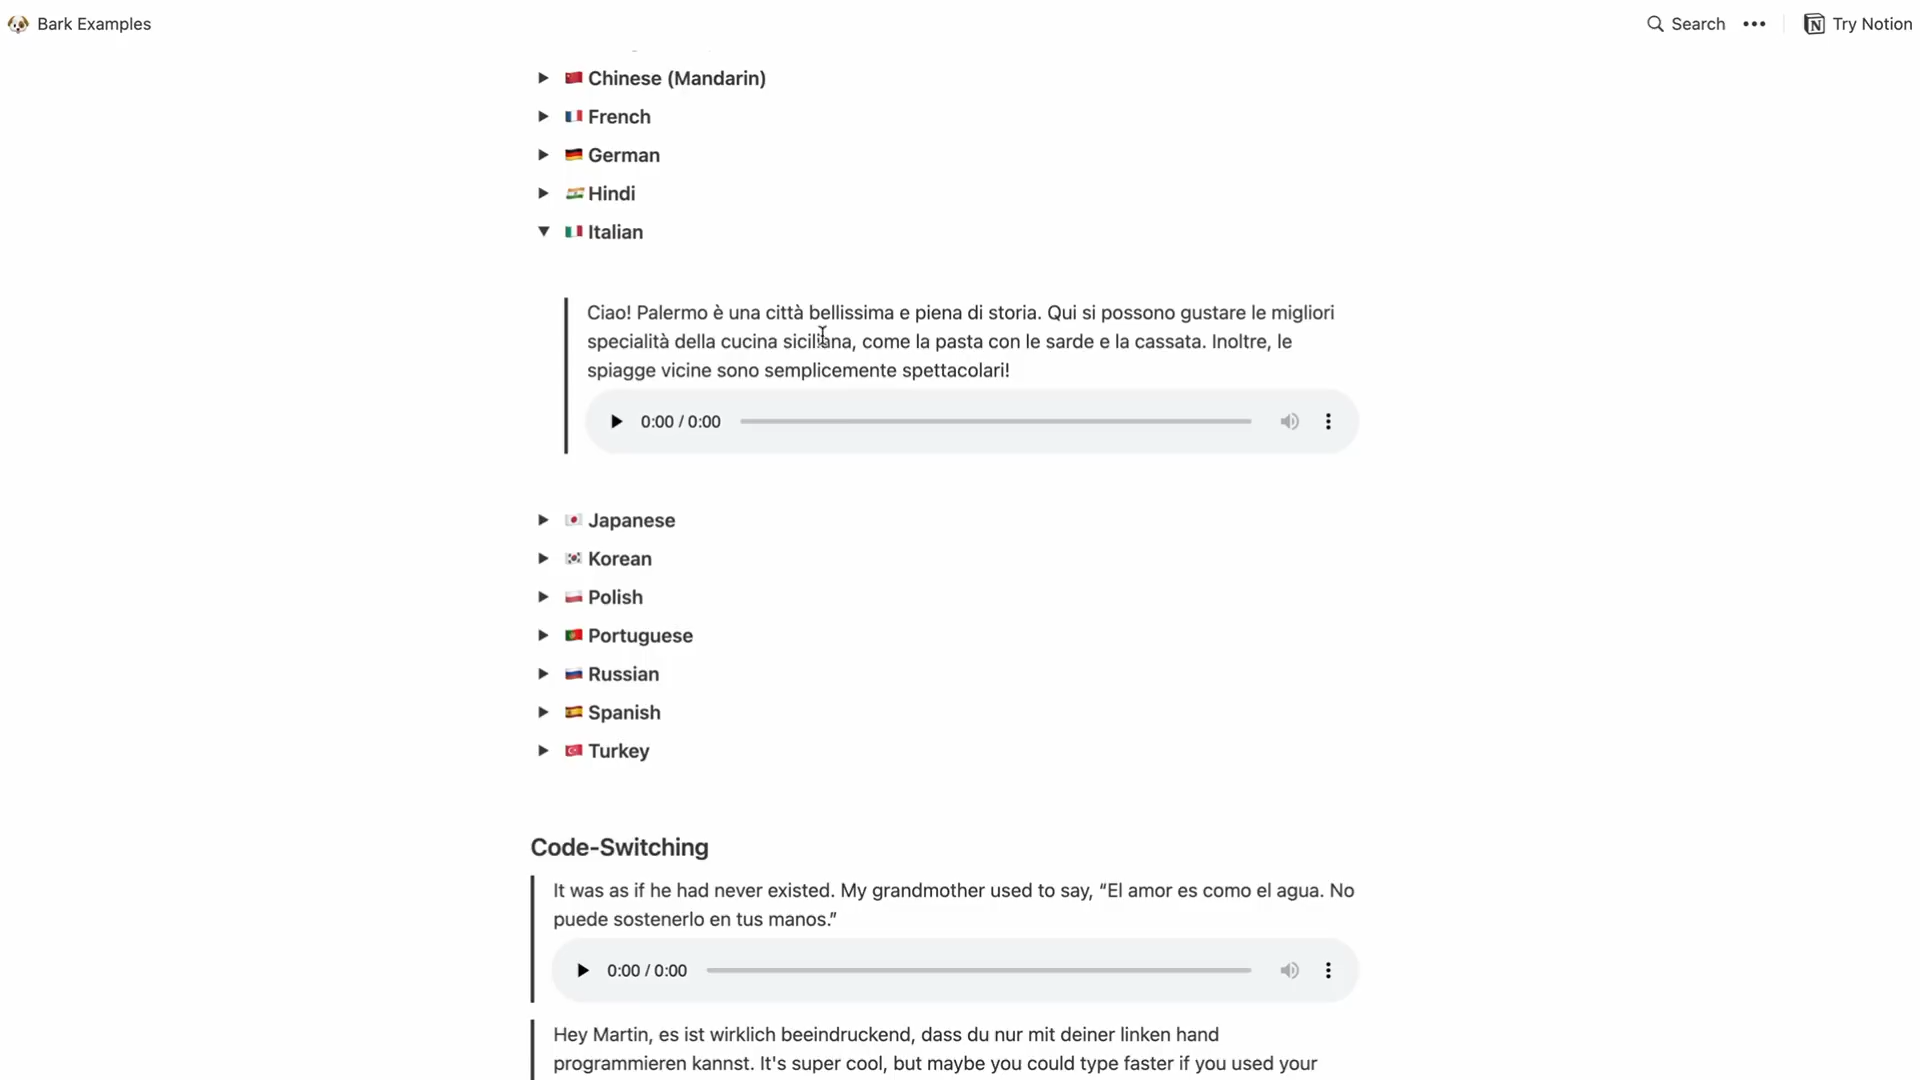 Bark Examples
Search
Try Notion
Chinese (Mandarin)
French
German
Hindi
Italian
Ciao! Palermo è una città bellissima e piena di storia. Qui si possono gustare le migliori
specialità della cucina siciliana, come la pasta con le sarde e la cassata. Inoltre, le
spiagge vicine sono semplicemente spettacolari!
0:00 / 0:00
Japanese
Korean
Polish
Portuguese
Russian
Spanish
Turkey
Code-Switching
It was as if he had never existed. My grandmother used to say, “El amor es como el agua. No
puede sostenerlo en tus manos.”
0:00 / 0:00
Hey Martin, es ist wirklich beeindruckend, dass du nur mit deiner linken hand
programmieren kannst. It's super cool, but maybe you could type faster if you used your